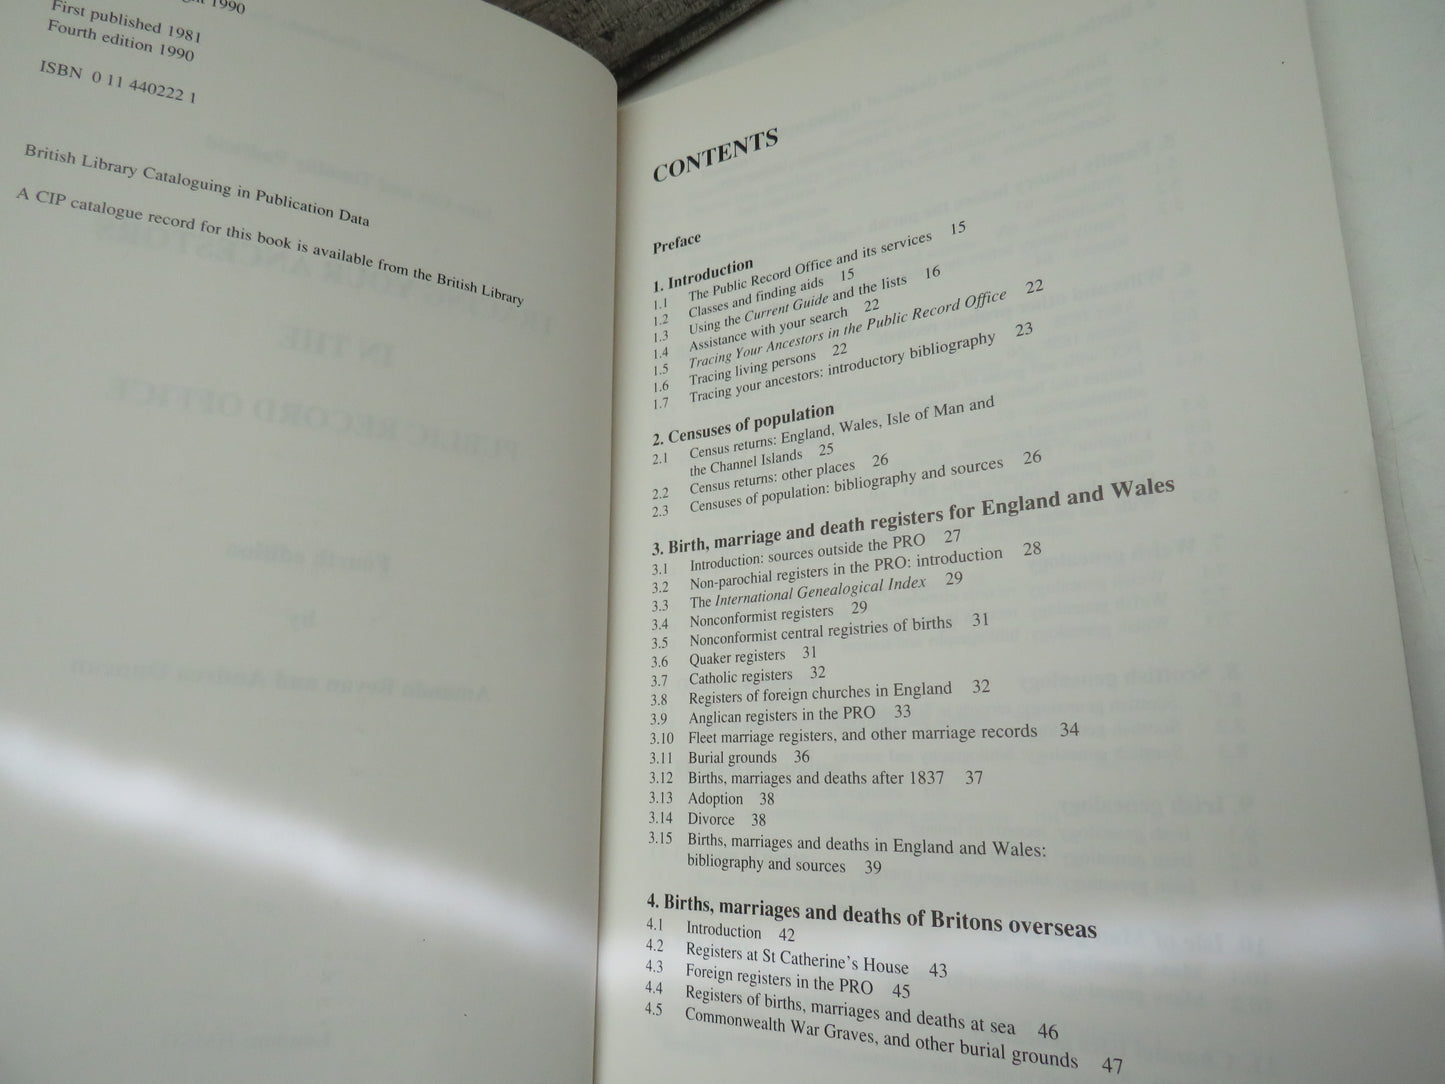 1990
First published 1981
Fourth edition 1990
ISBN 0 11 440222 1
British Library Cataloguing in Publication Data
A CIP catalogue record for this book is available from the British Library
CONTENTS
Preface
1. Introduction
1.1 The Public Record Office and its services 15
1.2 Classes and finding aids 15
1.3 Using the Current Guide and the lists 16
1.4 Assistance with your search 22
1.5 Tracing Your Ancestors in the Public Record Office 22
1.6 Tracing living persons 22
1.7 Tracing your ancestors: introductory bibliography 23
2. Censuses of population
2.1 Census returns: England, Wales, Isle of Man and
the Channel Islands 25
2.2 Census returns: other places 26
2.3 Censuses of population: bibliography and sources 26
3. Birth, marriage and death registers for England and Wales
3.1 Introduction: sources outside the PRO 27
3.2 Non-parochial registers in the PRO: introduction 28
3.3 The International Genealogical Index 29
3.4 Nonconformist registers 29
3.5 Nonconformist central registries of births 31
3.6 Quaker registers 31
3.7 Catholic registers 32
3.8 Registers of foreign churches in England 32
3.9 Anglican registers in the PRO 33
3.10 Fleet marriage registers, and other marriage records 34
3.11 Burial grounds 36
3.12 Births, marriages and deaths after 1837 37
3.13 Adoption 38
3.14 Divorce 38
3.15 Births, marriages and deaths in England and Wales:
bibliography and sources 39
4. Births, marriages and deaths of Britons overseas
4.1 Introduction 42
4.2 Registers at St Catherine's House 43
4.3 Foreign registers in the PRO 45
4.4 Registers of births, marriages and deaths at sea 46
4.5 Commonwealth War Graves, and other burial grounds 47